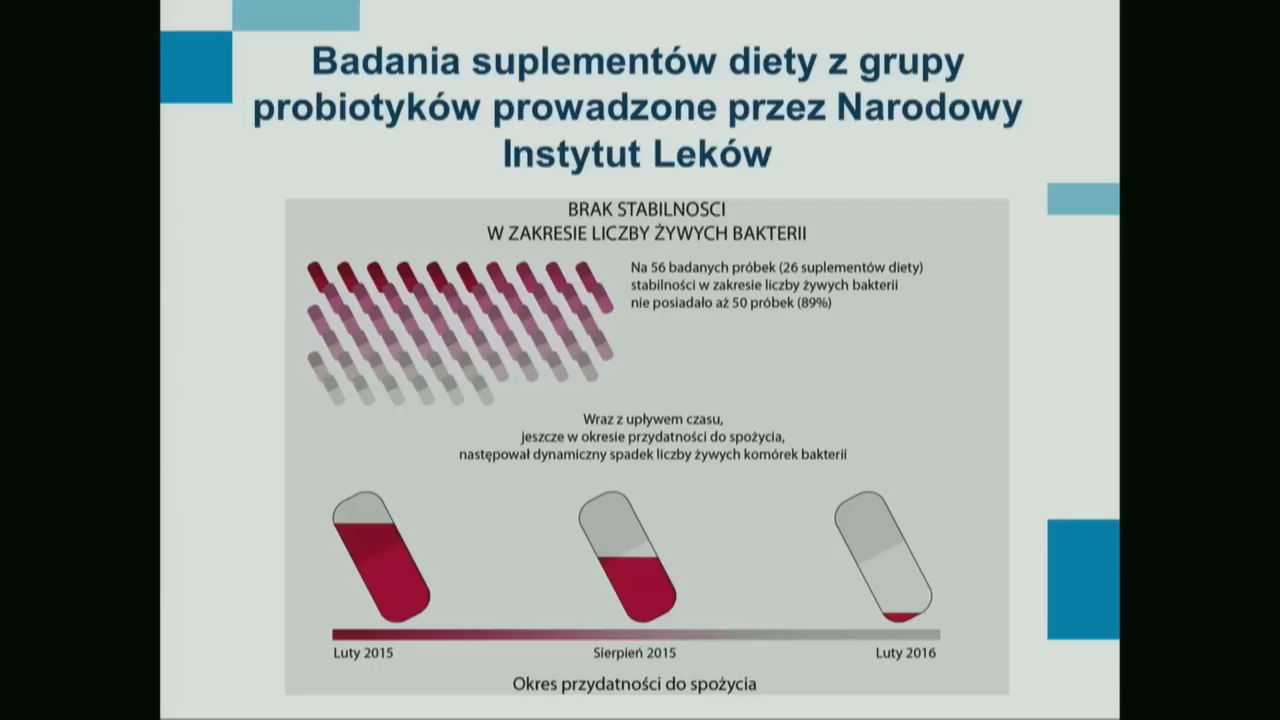 Badania suplementów diety z grupy
probiotyków prowadzone przez Narodowy
Instytut Leków
BRAK STABILNOSCI
W ZAKRESIE LICZBY ŻYWYCH BAKTERII
Na 56 badanych próbek (26 suplementów diety)
stabilności w zakresie liczby żywych bakterii
nie posiadało aż 50 próbek (89%)
Wraz z upływem czasu,
jeszcze w okresie przydatności do spożycia,
następował dynamiczny spadek liczby żywych komórek bakterii
Luty 2015
Sierpień 2015
Luty 2016
Okres przydatności do spożycia